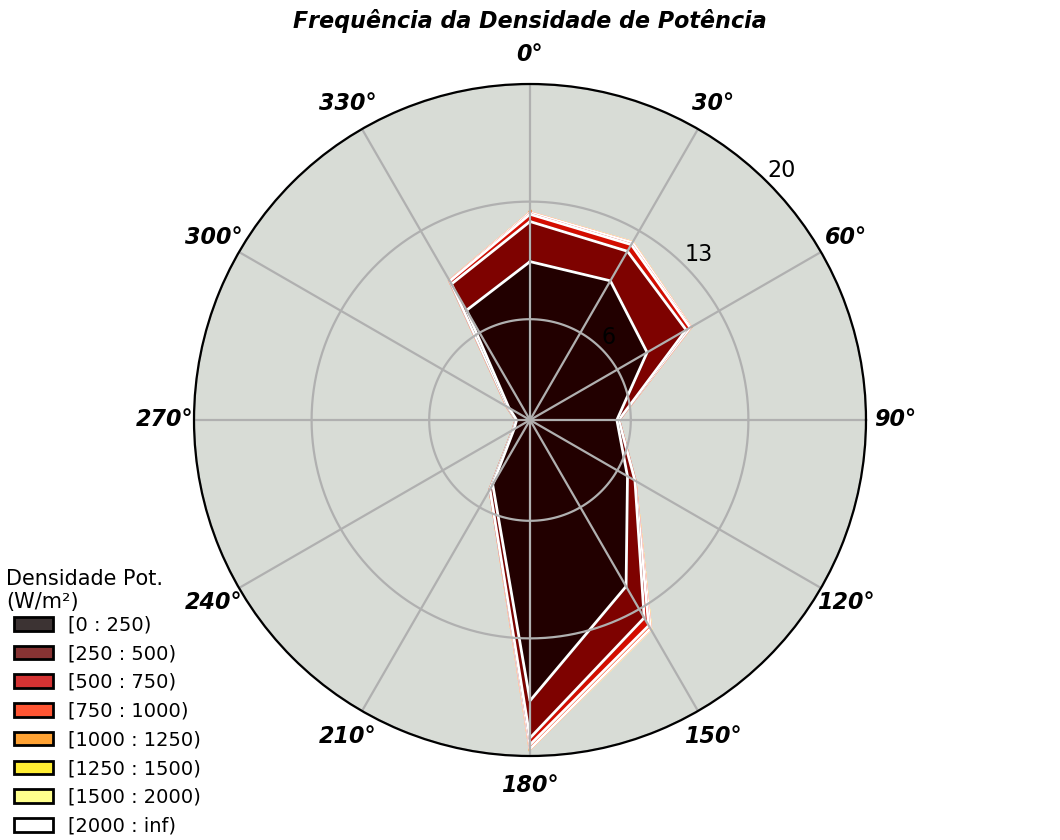 Frequência da Densidade de Potência
0°
330°
30°
20
300°
60°
13
6
270°
90°
240°
120°
210°
150°
180°
Densidade Pot.
(W/m²)
[0 : 250)
[250 : 500)
[500 : 750)
[750 : 1000)
[1000 : 1250)
[1250 : 1500)
[1500 : 2000)
[2000 : inf)